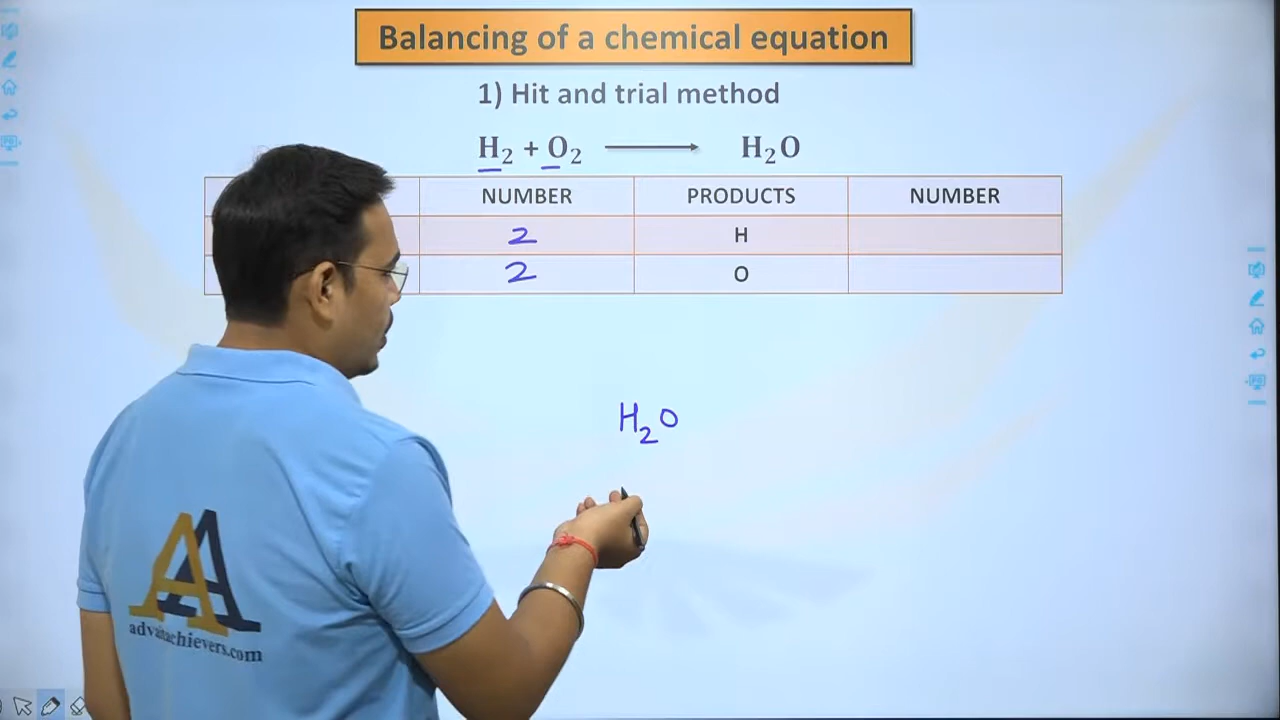 Balancing of a chemical equation
1) Hit and trial method
H₂ + O₂ ⟶ H₂O
NUMBER PRODUCTS NUMBER
2 H
2 O
H₂O
AA
advaitachievers.com